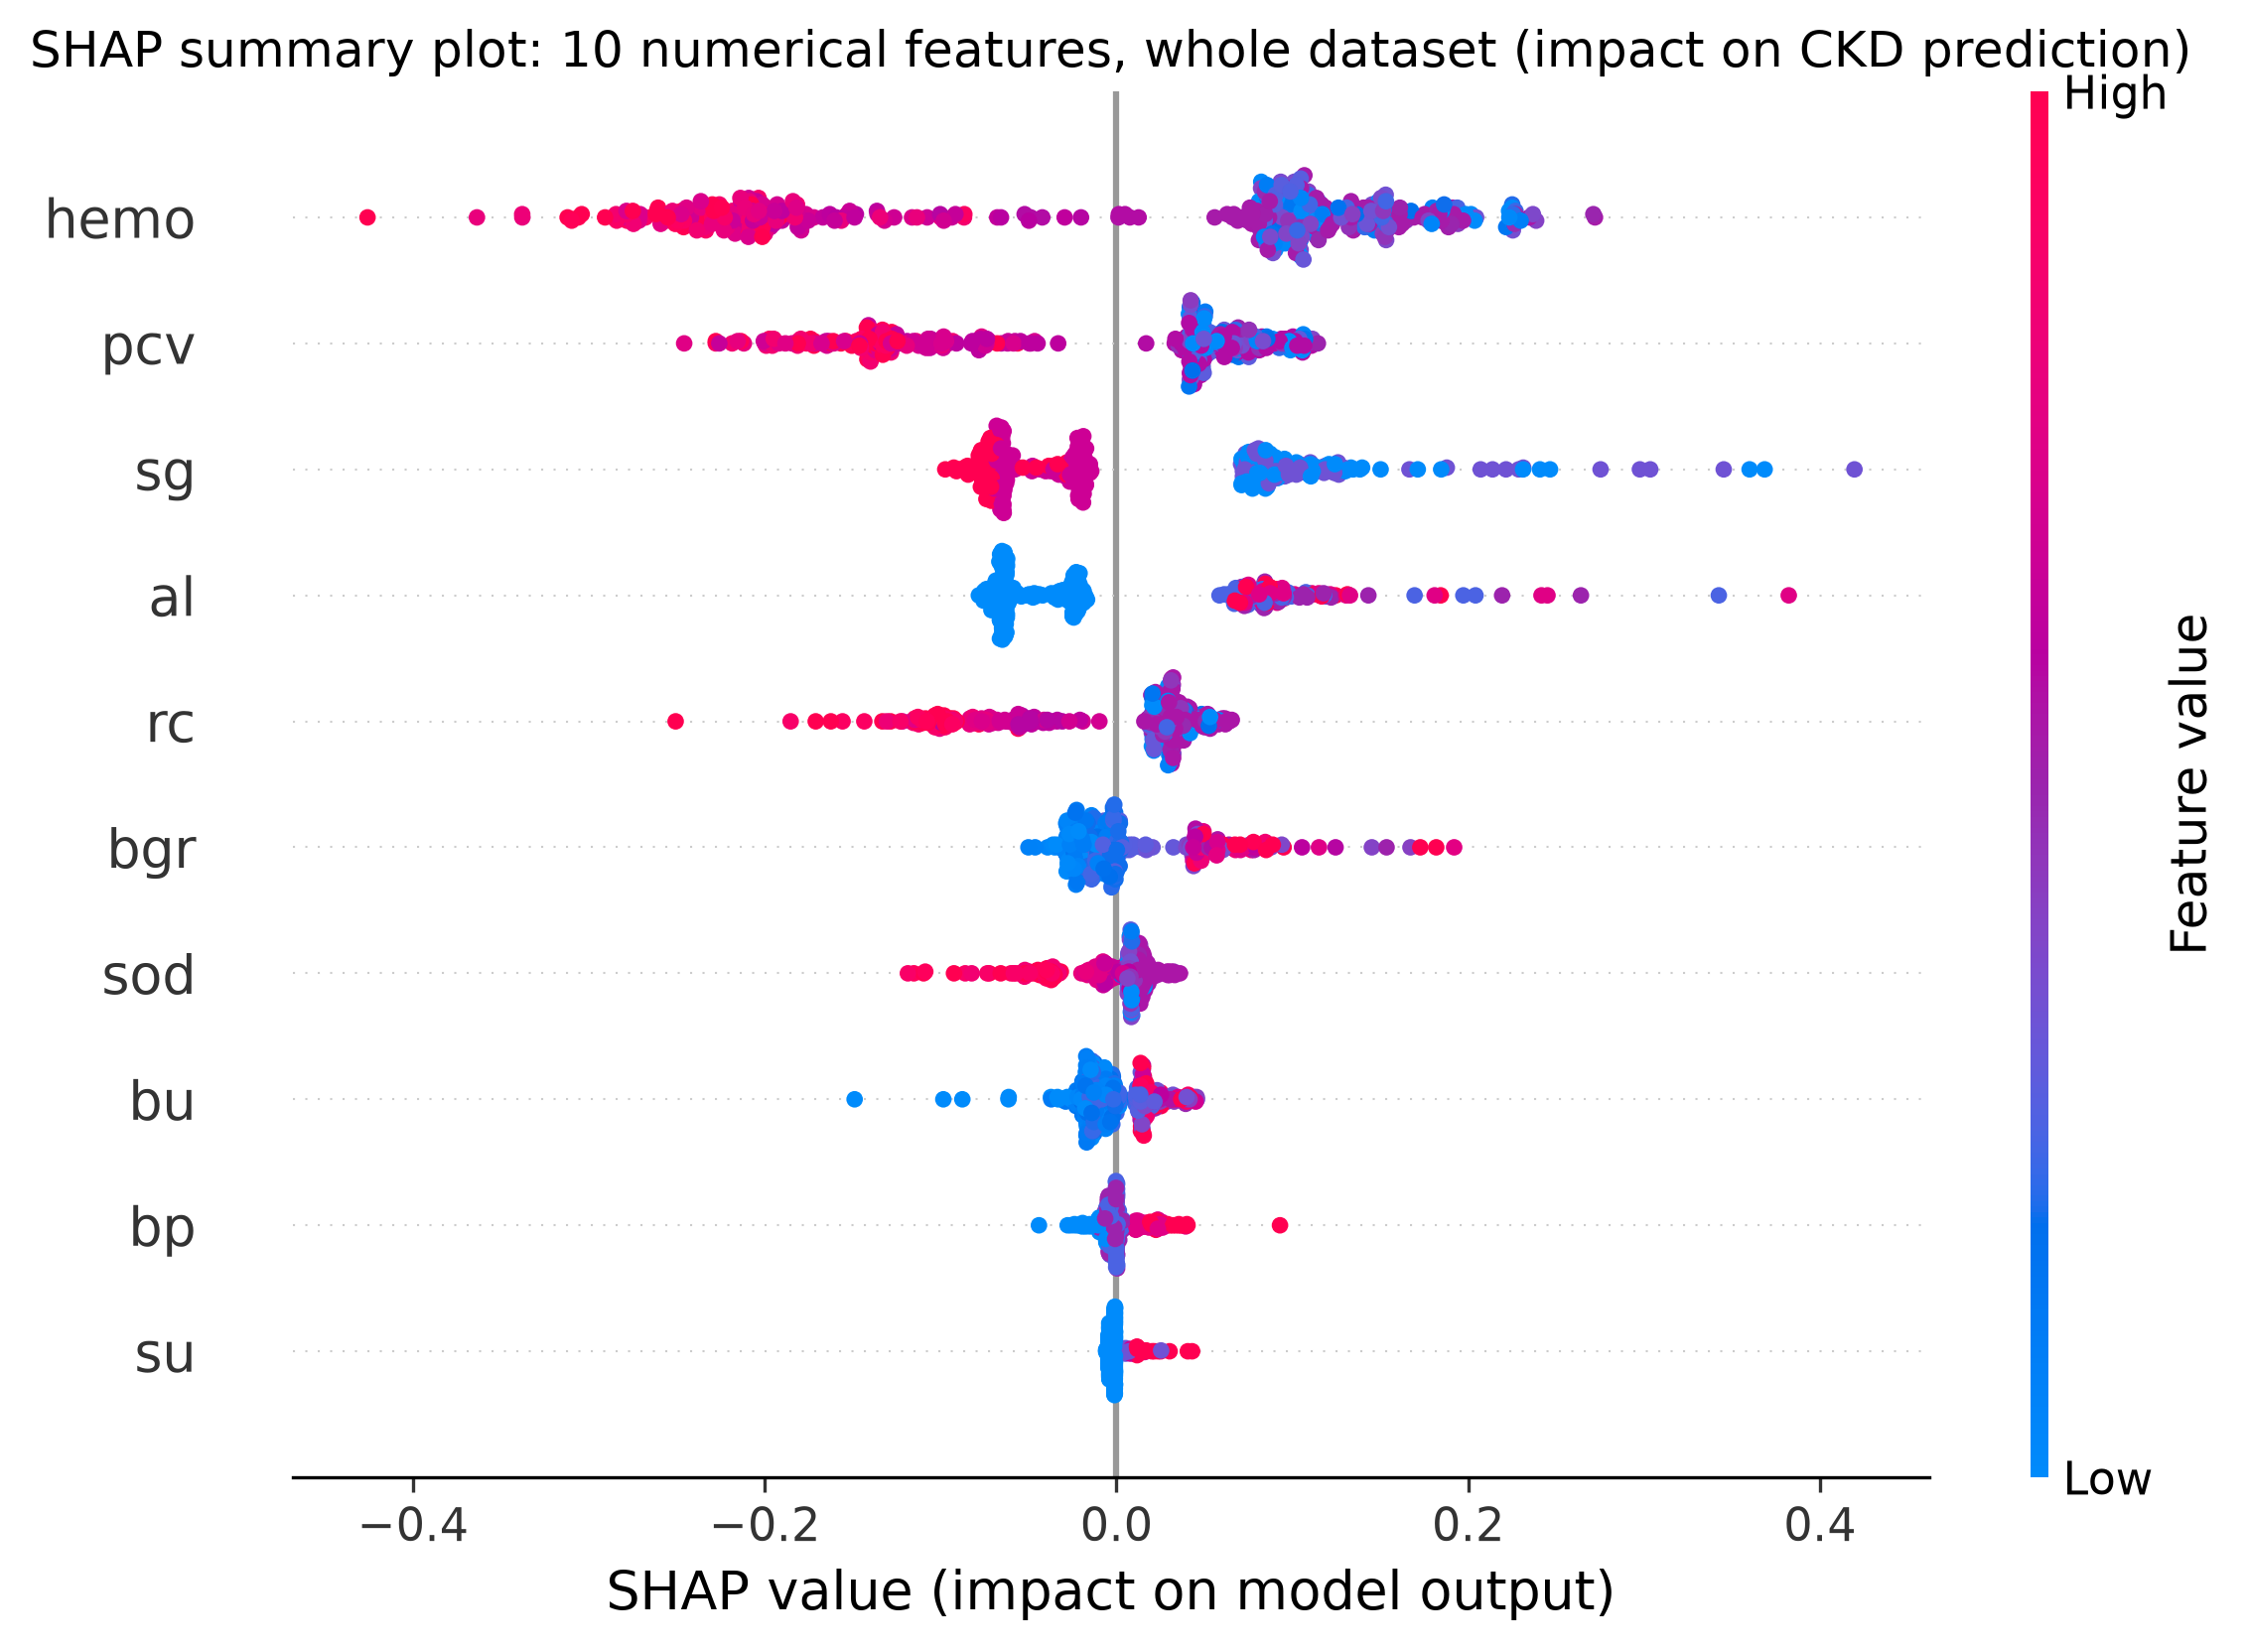 SHAP summary plot: 10 numerical features, whole dataset (impact on CKD prediction)
High
hemo
pcv
sg
al
rc
bgr
sod
bu
bp
su
Feature value
Low
−0.4 −0.2 0.0 0.2 0.4
SHAP value (impact on model output)